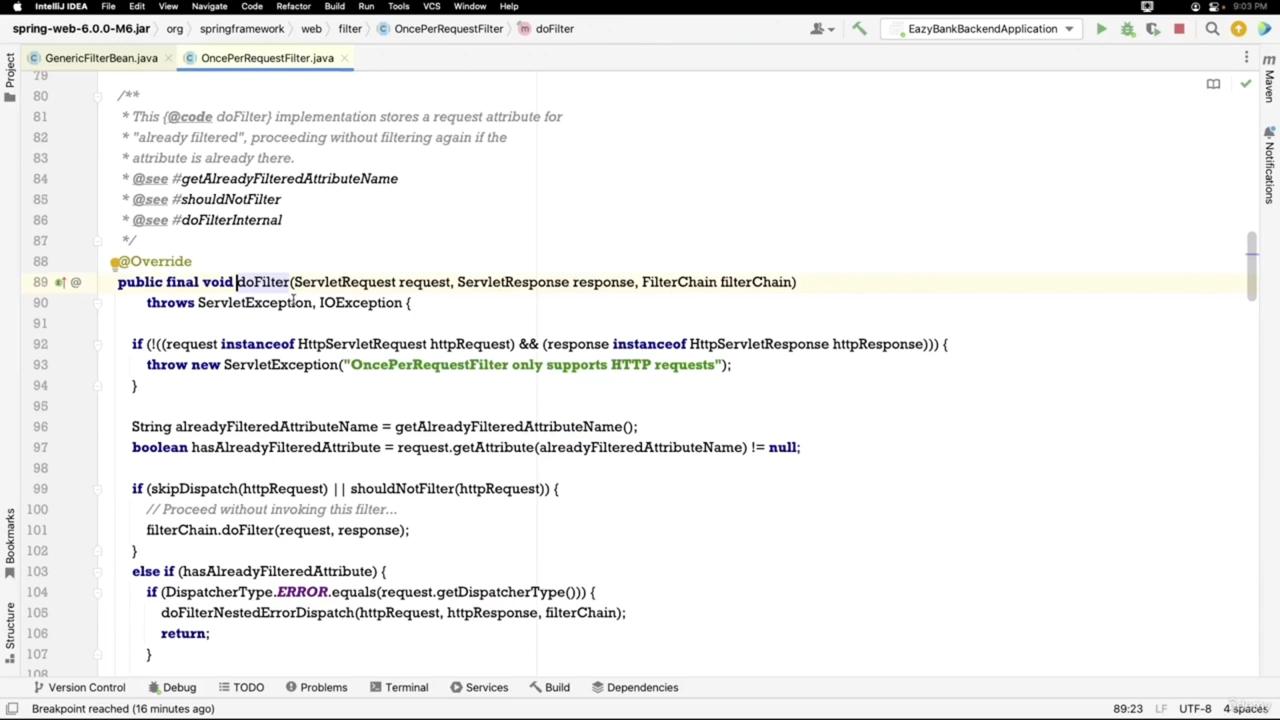 IntelliJ IDEA File Edit View Navigate Code Refactor Build Run Tools VCS Window Help 9:03 PM
spring-web-6.0.0-M6.jar org springframework web filter OncePerRequestFilter doFilter EazyBankBackendApplication
GenericFilterBean.java OncePerRequestFilter.java
Project
Bookmarks
Structure
Maven
Notifications
79
80 /**
81 * This {@code doFilter} implementation stores a request attribute for
82 * "already filtered", proceeding without filtering again if the
83 * attribute is already there.
84 * @see #getAlreadyFilteredAttributeName
85 * @see #shouldNotFilter
86 * @see #doFilterInternal
87 */
88 @Override
89 public final void doFilter(ServletRequest request, ServletResponse response, FilterChain filterChain)
90 throws ServletException, IOException {
91
92 if (!((request instanceof HttpServletRequest httpRequest) && (response instanceof HttpServletResponse httpResponse))) {
93 throw new ServletException("OncePerRequestFilter only supports HTTP requests");
94 }
95
96 String alreadyFilteredAttributeName = getAlreadyFilteredAttributeName();
97 boolean hasAlreadyFilteredAttribute = request.getAttribute(alreadyFilteredAttributeName) != null;
98
99 if (skipDispatch(httpRequest) || shouldNotFilter(httpRequest)) {
100 // Proceed without invoking this filter...
101 filterChain.doFilter(request, response);
102 }
103 else if (hasAlreadyFilteredAttribute) {
104 if (DispatcherType.ERROR.equals(request.getDispatcherType())) {
105 doFilterNestedErrorDispatch(httpRequest, httpResponse, filterChain);
106 return;
107 }
108
Version Control Debug TODO Problems Terminal Services Build Dependencies
Breakpoint reached (16 minutes ago) 89:23 LF UTF-8 4 spaces